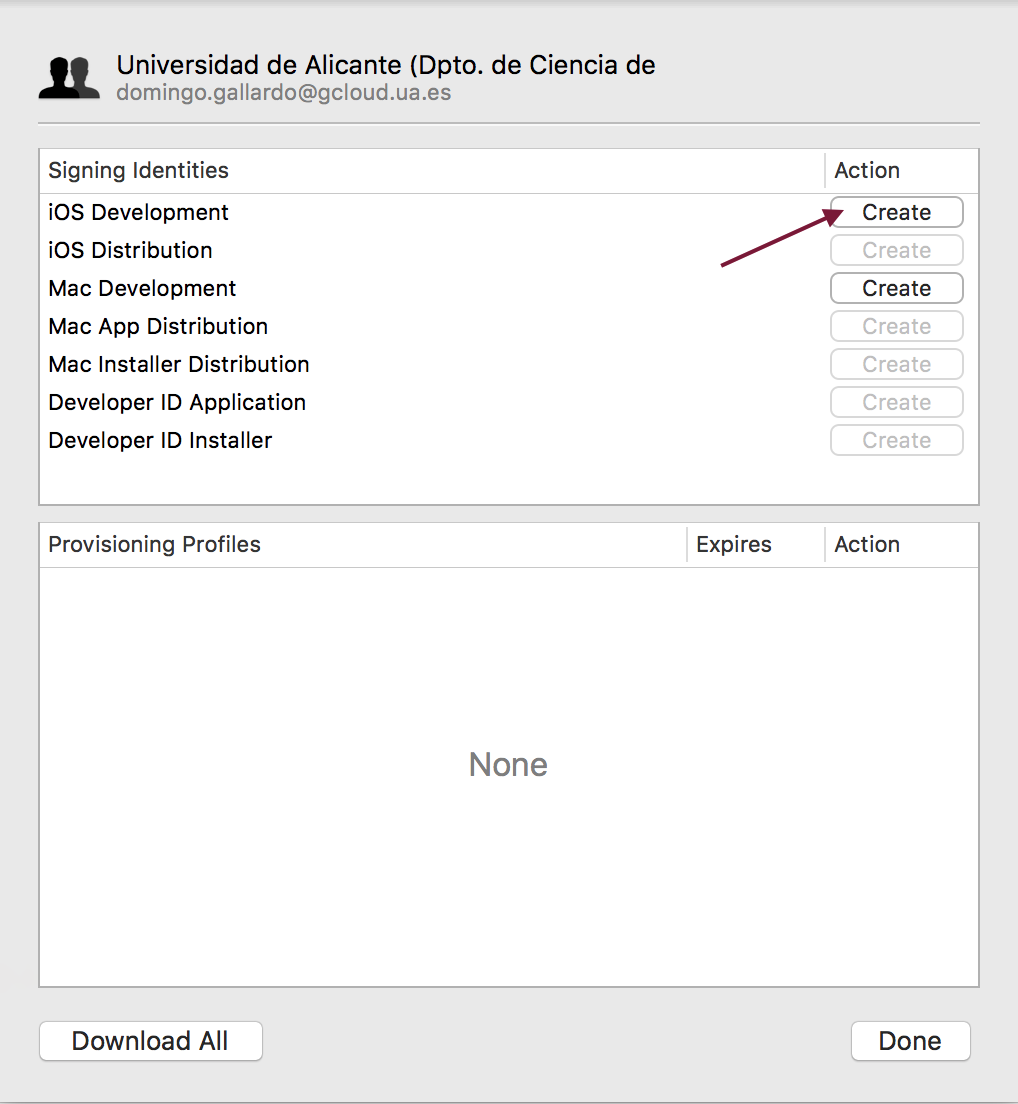 Universidad de Alicante (Dpto. de Ciencia de
domingo.gallardo@gcloud.ua.es
Signing Identities Action
iOS Development Create
iOS Distribution Create
Mac Development Create
Mac App Distribution Create
Mac Installer Distribution Create
Developer ID Application Create
Developer ID Installer Create
Provisioning Profiles Expires Action
None
Download All Done